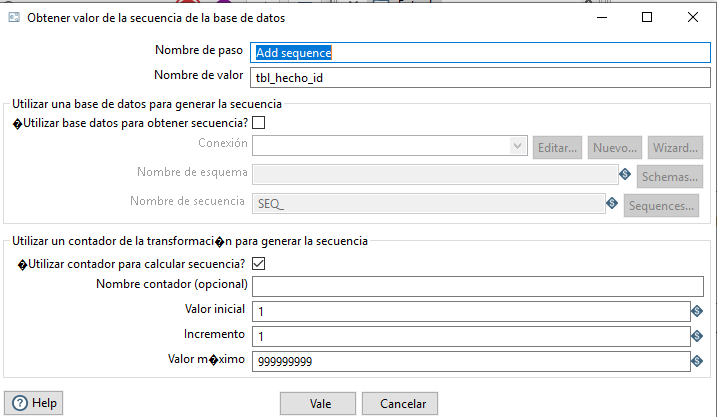 Obtener valor de la secuencia de la base de datos
Nombre de paso Add sequence
Nombre de valor tbl_hecho_id
Utilizar una base de datos para generar la secuencia
�Utilizar base datos para obtener secuencia?
Conexión Editar... Nuevo... Wizard...
Nombre de esquema Schemas...
Nombre de secuencia SEQ_ Sequences...
Utilizar un contador de la transformaci�n para generar la secuencia
�Utilizar contador para calcular secuencia?
Nombre contador (opcional)
Valor inicial 1
Incremento 1
Valor m�ximo 999999999
Help Vale Cancelar